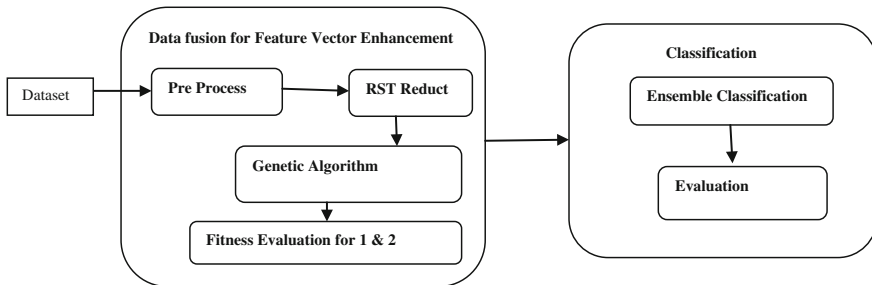 Data fusion for Feature Vector Enhancement
Dataset
Pre Process
RST Reduct
Genetic Algorithm
Fitness Evaluation for 1 & 2
Classification
Ensemble Classification
Evaluation